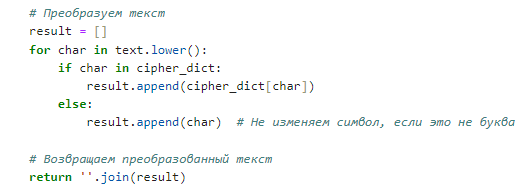 # Преобразуем текст
result = []
for char in text.lower():
    if char in cipher_dict:
        result.append(cipher_dict[char])
    else:
        result.append(char)  # Не изменяем символ, если это не буква
# Возвращаем преобразованный текст
return ''.join(result)